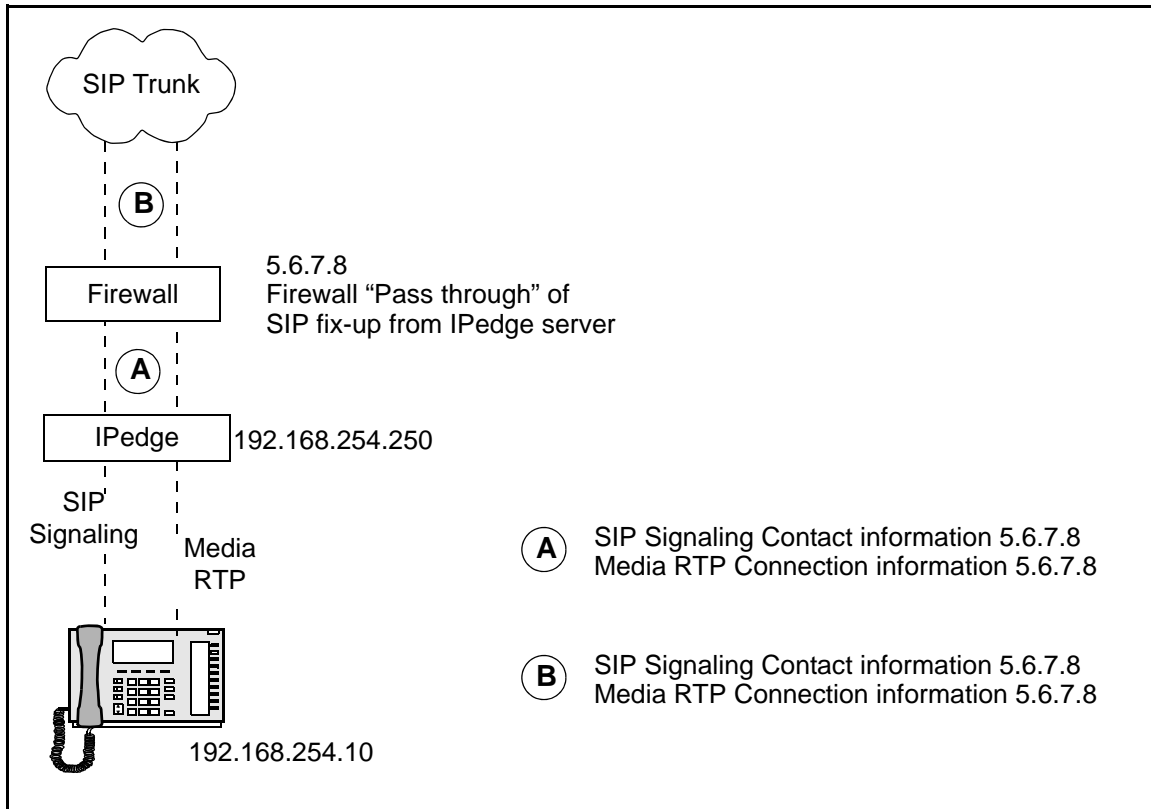 SIP Trunk
B
Firewall
5.6.7.8
Firewall “Pass through” of
SIP fix-up from IPedge server
A
IPedge
192.168.254.250
SIP
Signaling
Media
RTP
A
SIP Signaling Contact information 5.6.7.8
Media RTP Connection information 5.6.7.8
B
SIP Signaling Contact information 5.6.7.8
Media RTP Connection information 5.6.7.8
192.168.254.10